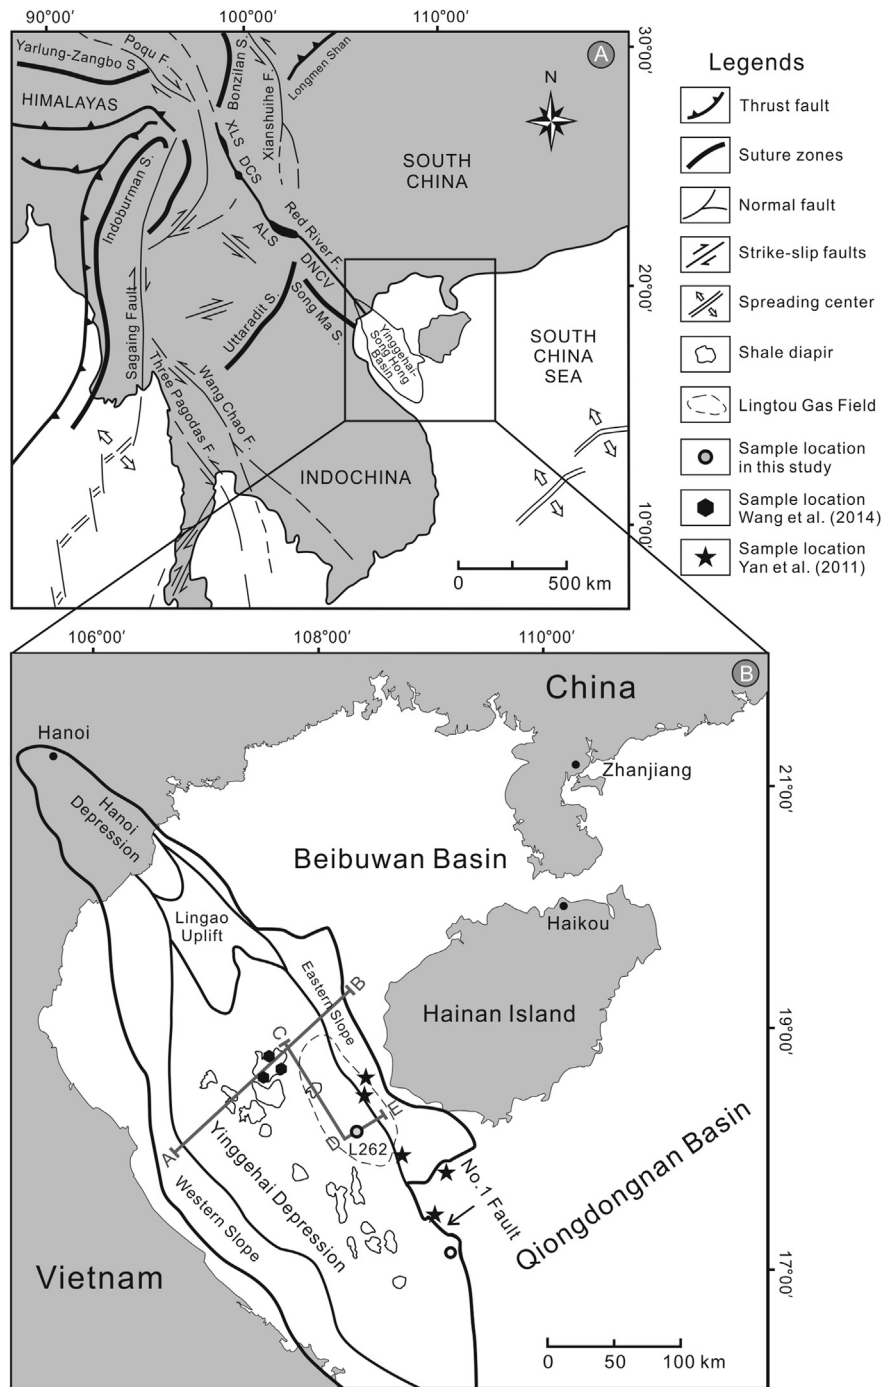 90°00′
100°00′
110°00′
30°00′
20°00′
10°00′
A
Yarlung-Zangbo S.
Poqu F.
Bonzilan S.
Xianshuihe F.
Longmen Shan
HIMALAYAS
XLS
DCS
N
SOUTH
CHINA
Indoburman S.
ALS
Red River F.
DNCV
Sagaing Fault
Uttaradit S.
Song Ma S.
Yinggehai-
Song Hong
Basin
SOUTH
CHINA
SEA
Three Pagodas F.
Wang Chao F.
INDOCHINA
0
500 km
Legends
Thrust fault
Suture zones
Normal fault
Strike-slip faults
Spreading center
Shale diapir
Lingtou Gas Field
Sample location
in this study
Sample location
Wang et al. (2014)
Sample location
Yan et al. (2011)
106°00′
108°00′
110°00′
21°00′
19°00′
17°00′
B
China
Hanoi
Zhanjiang
Hanoi
Depression
Beibuwan Basin
Lingao
Uplift
Haikou
Eastern Slope
Hainan Island
B
C
E
D
L262
A
Yinggehai Depression
Western Slope
No.1 Fault
Qiongdongnan Basin
Vietnam
0
50
100 km